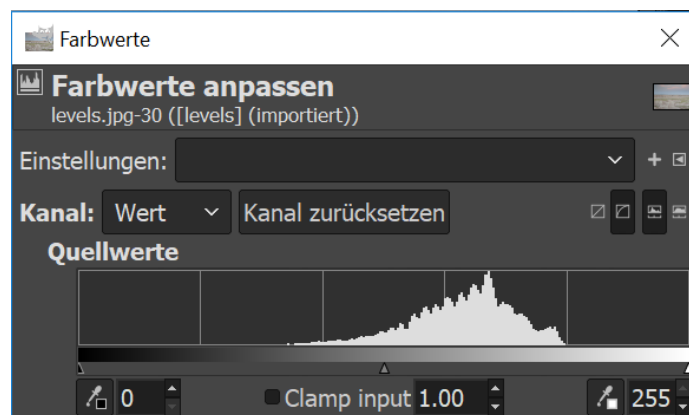 Farbwerte
Farbwerte anpassen
levels.jpg-30 ([levels] (importiert))
Einstellungen:
Kanal: Wert Kanal zurücksetzen
Quellwerte
0 Clamp input 1.00 255